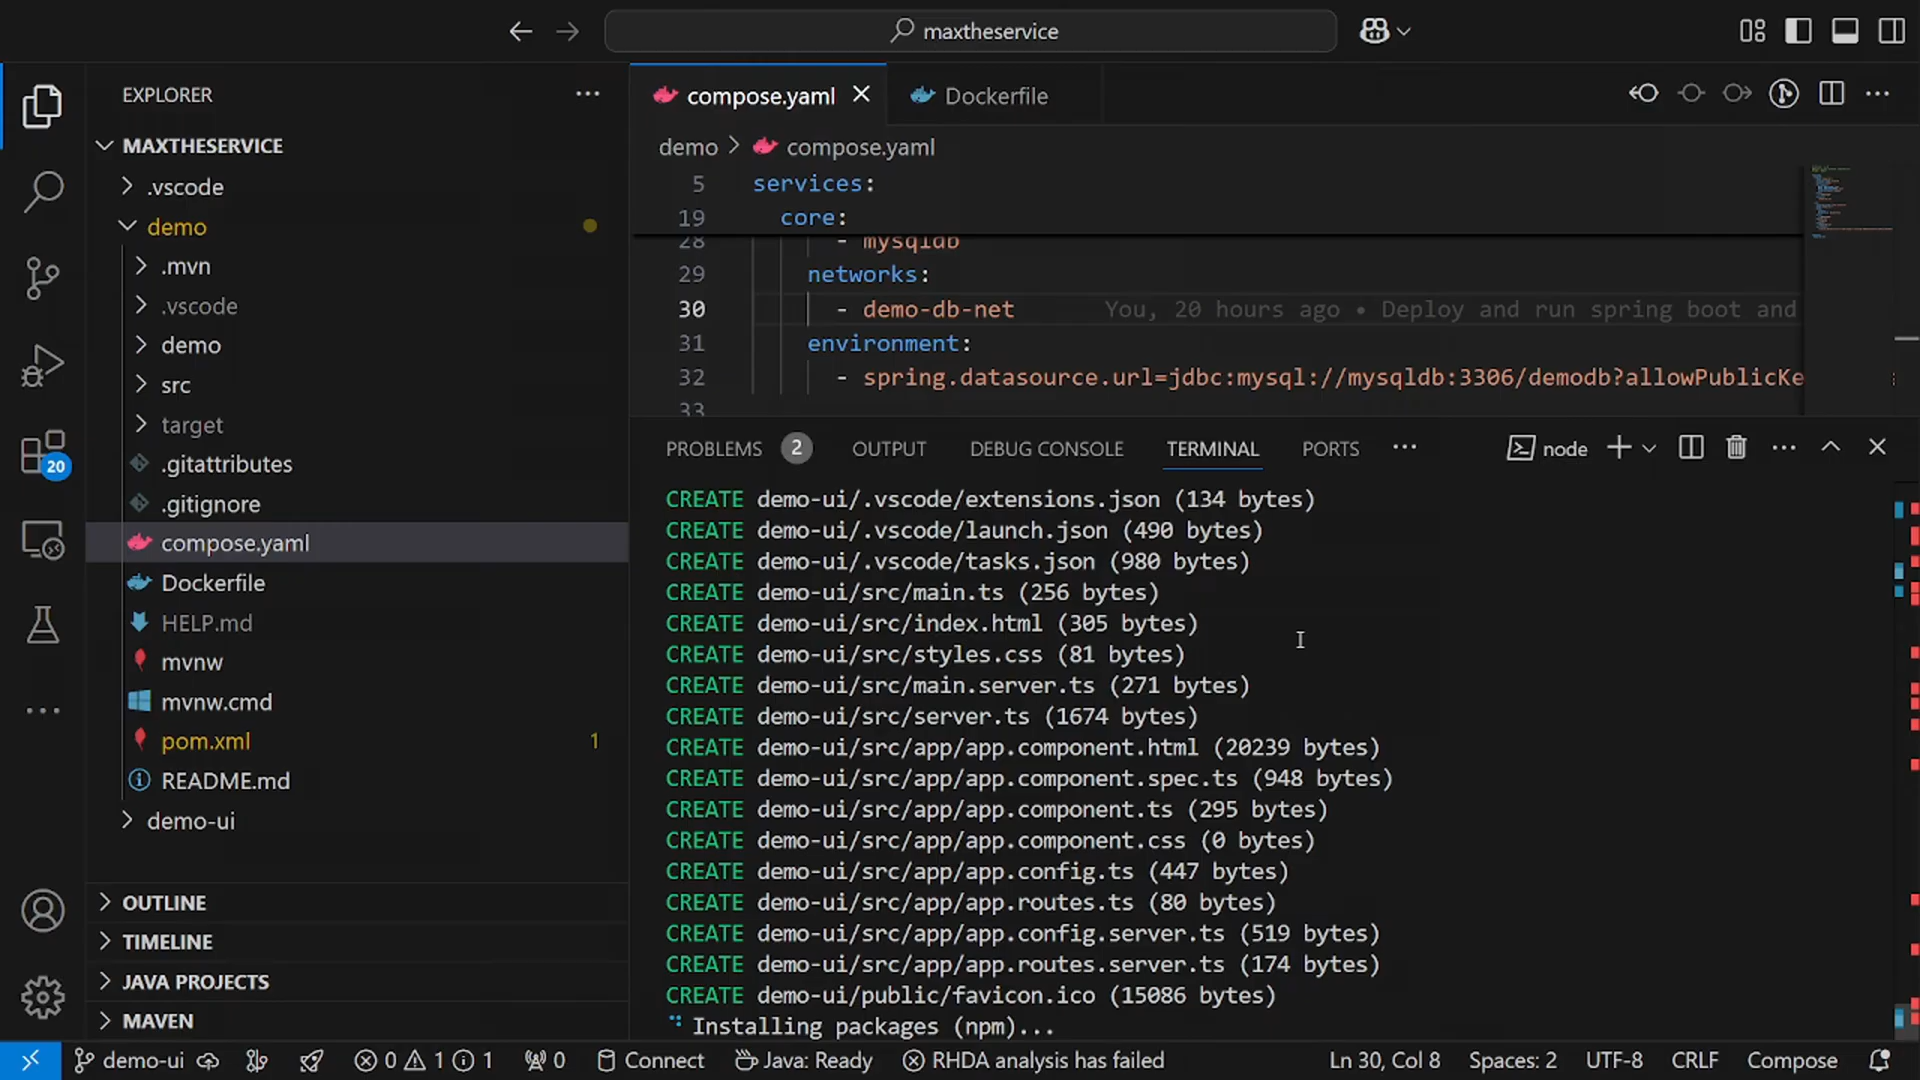 maxtheservice
EXPLORER
MAXTHESERVICE
.vscode
demo
.mvn
.vscode
demo
src
target
.gitattributes
.gitignore
compose.yaml
Dockerfile
HELP.md
mvnw
mvnw.cmd
pom.xml 1
README.md
demo-ui
OUTLINE
TIMELINE
JAVA PROJECTS
MAVEN
20
compose.yaml
Dockerfile
demo > compose.yaml
5 services:
19 core:
28 - mysqldb
29 networks:
30 - demo-db-net You, 20 hours ago • Deploy and run spring boot and
31 environment:
32 - spring.datasource.url=jdbc:mysql://mysqldb:3306/demodb?allowPublicKe
33
PROBLEMS 2 OUTPUT DEBUG CONSOLE TERMINAL PORTS node
CREATE demo-ui/.vscode/extensions.json (134 bytes)
CREATE demo-ui/.vscode/launch.json (490 bytes)
CREATE demo-ui/.vscode/tasks.json (980 bytes)
CREATE demo-ui/src/main.ts (256 bytes)
CREATE demo-ui/src/index.html (305 bytes)
CREATE demo-ui/src/styles.css (81 bytes)
CREATE demo-ui/src/main.server.ts (271 bytes)
CREATE demo-ui/src/server.ts (1674 bytes)
CREATE demo-ui/src/app/app.component.html (20239 bytes)
CREATE demo-ui/src/app/app.component.spec.ts (948 bytes)
CREATE demo-ui/src/app/app.component.ts (295 bytes)
CREATE demo-ui/src/app/app.component.css (0 bytes)
CREATE demo-ui/src/app/app.config.ts (447 bytes)
CREATE demo-ui/src/app/app.routes.ts (80 bytes)
CREATE demo-ui/src/app/app.config.server.ts (519 bytes)
CREATE demo-ui/src/app/app.routes.server.ts (174 bytes)
CREATE demo-ui/public/favicon.ico (15086 bytes)
Installing packages (npm)...
demo-ui 0 1 1 0 Connect Java: Ready RHDA analysis has failed Ln 30, Col 8 Spaces: 2 UTF-8 CRLF Compose